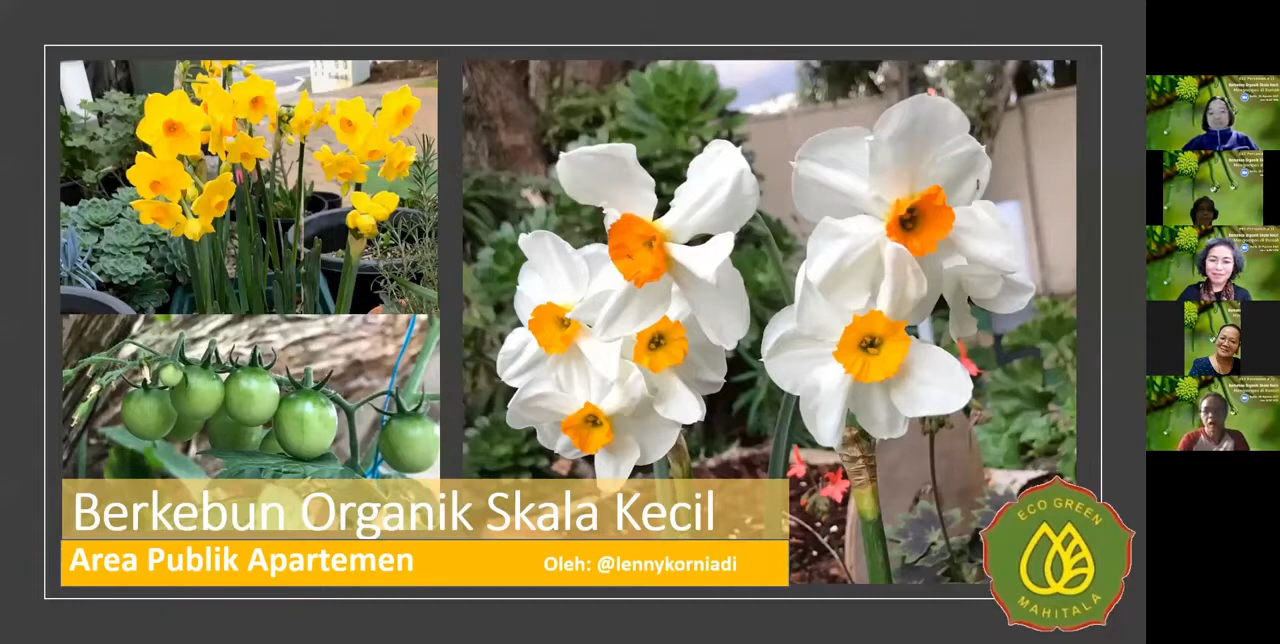 Berkebun Organik Skala Kecil
Area Publik Apartemen
Oleh: @lennykorniadi
ECO GREEN
MAHITALA